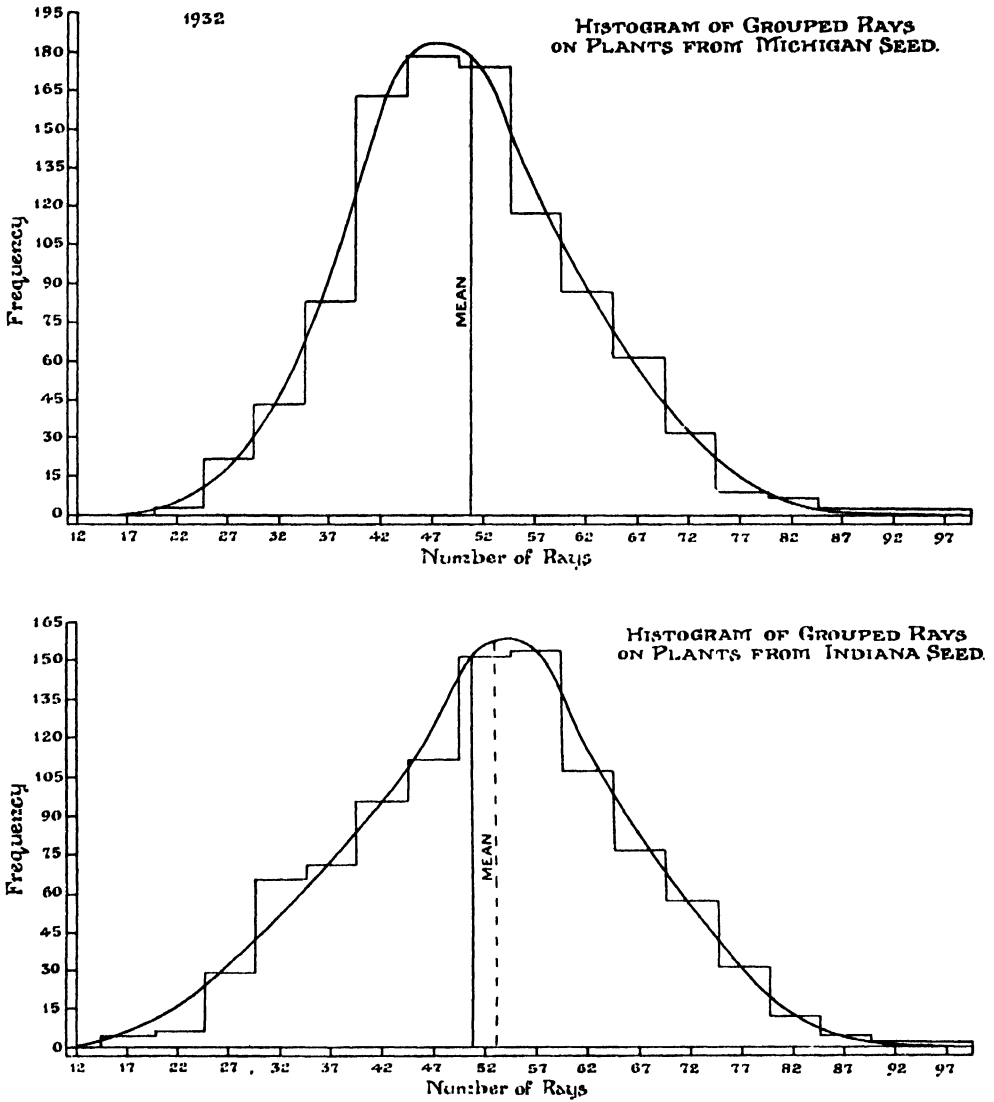 1932
HISTOGRAM OF GROUPED RAYS
ON PLANTS FROM MICHIGAN SEED.
195
180
165
150
135
120
105
90
75
60
45
30
15
0
Frequency
MEAN
12 17 22 27 32 37 42 47 52 57 62 67 72 77 82 87 92 97
Number of Rays
HISTOGRAM OF GROUPED RAYS
ON PLANTS FROM INDIANA SEED.
165
150
135
120
105
90
75
60
45
30
15
0
Frequency
MEAN
12 17 22 27 32 37 42 47 52 57 62 67 72 77 82 87 92 97
Number of Rays